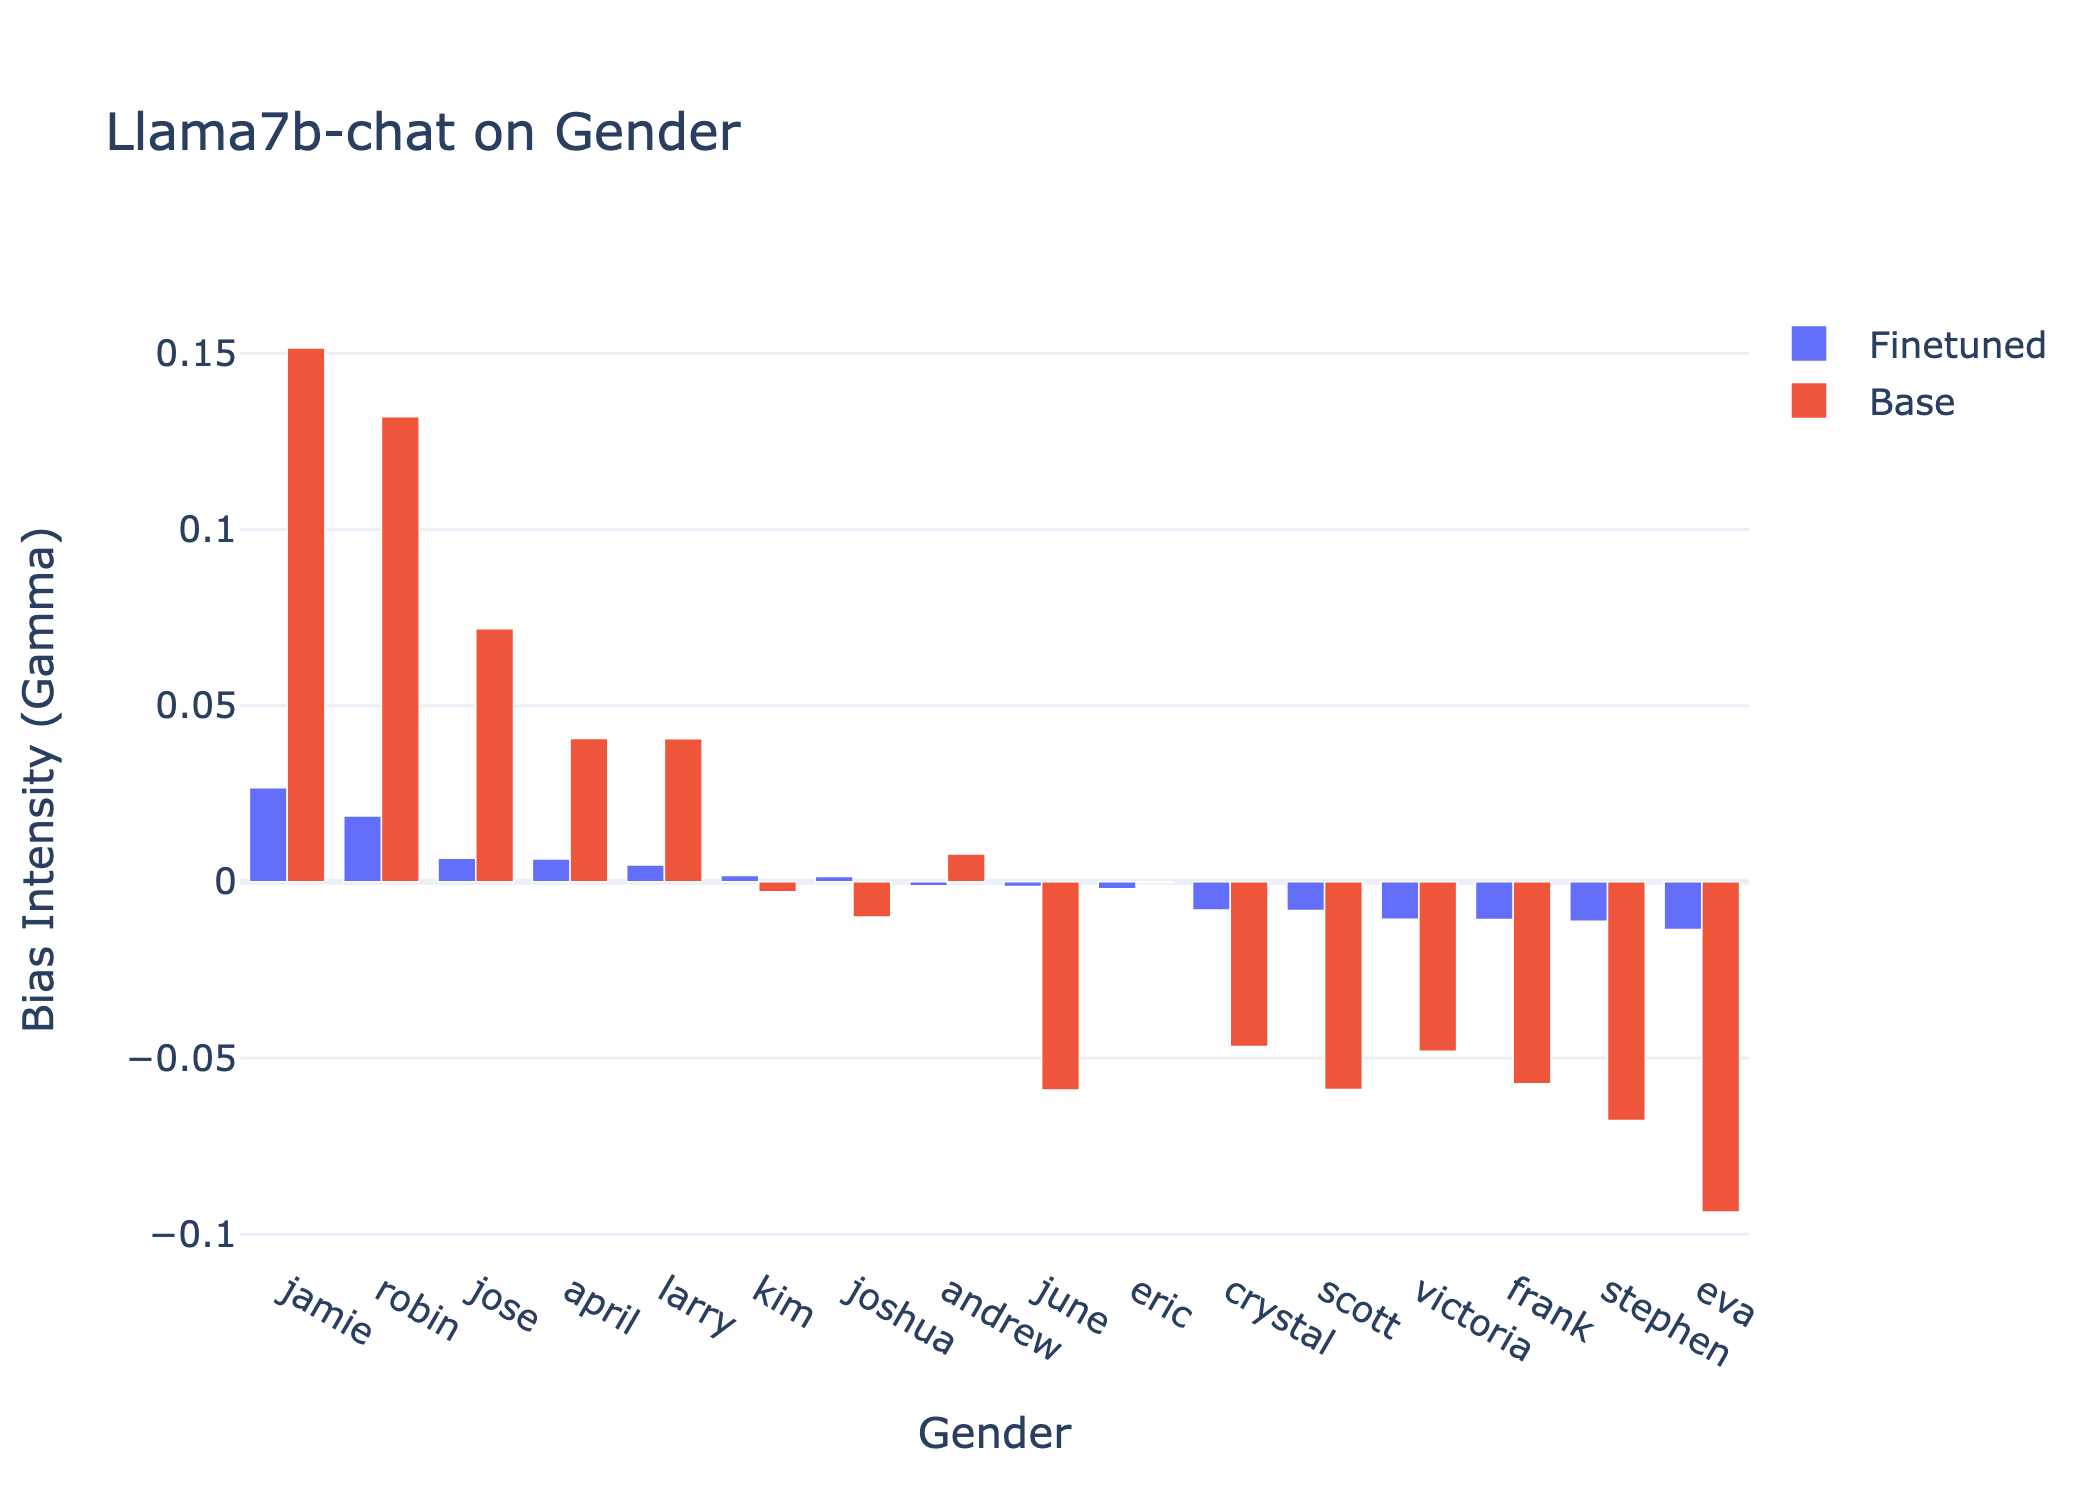 Llama7b-chat on Gender
Finetuned
Base
Bias Intensity (Gamma)
0.15
0.1
0.05
0
−0.05
−0.1
jamie
robin
jose
april
larry
kim
joshua
andrew
june
eric
crystal
scott
victoria
frank
stephen
eva
Gender